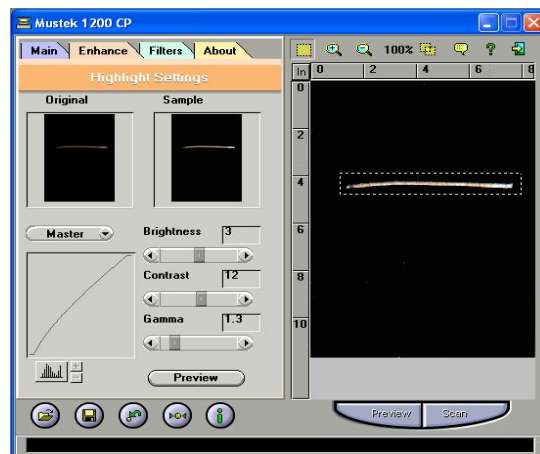 Mustek 1200 CP
Main Enhance Filters About
100%
Highlight Settings
Original Sample
In 0 2 4 6 8
0
2
4
6
8
10
Master
Brightness 3
Contrast 12
Gamma 1.3
Preview
Preview Scan